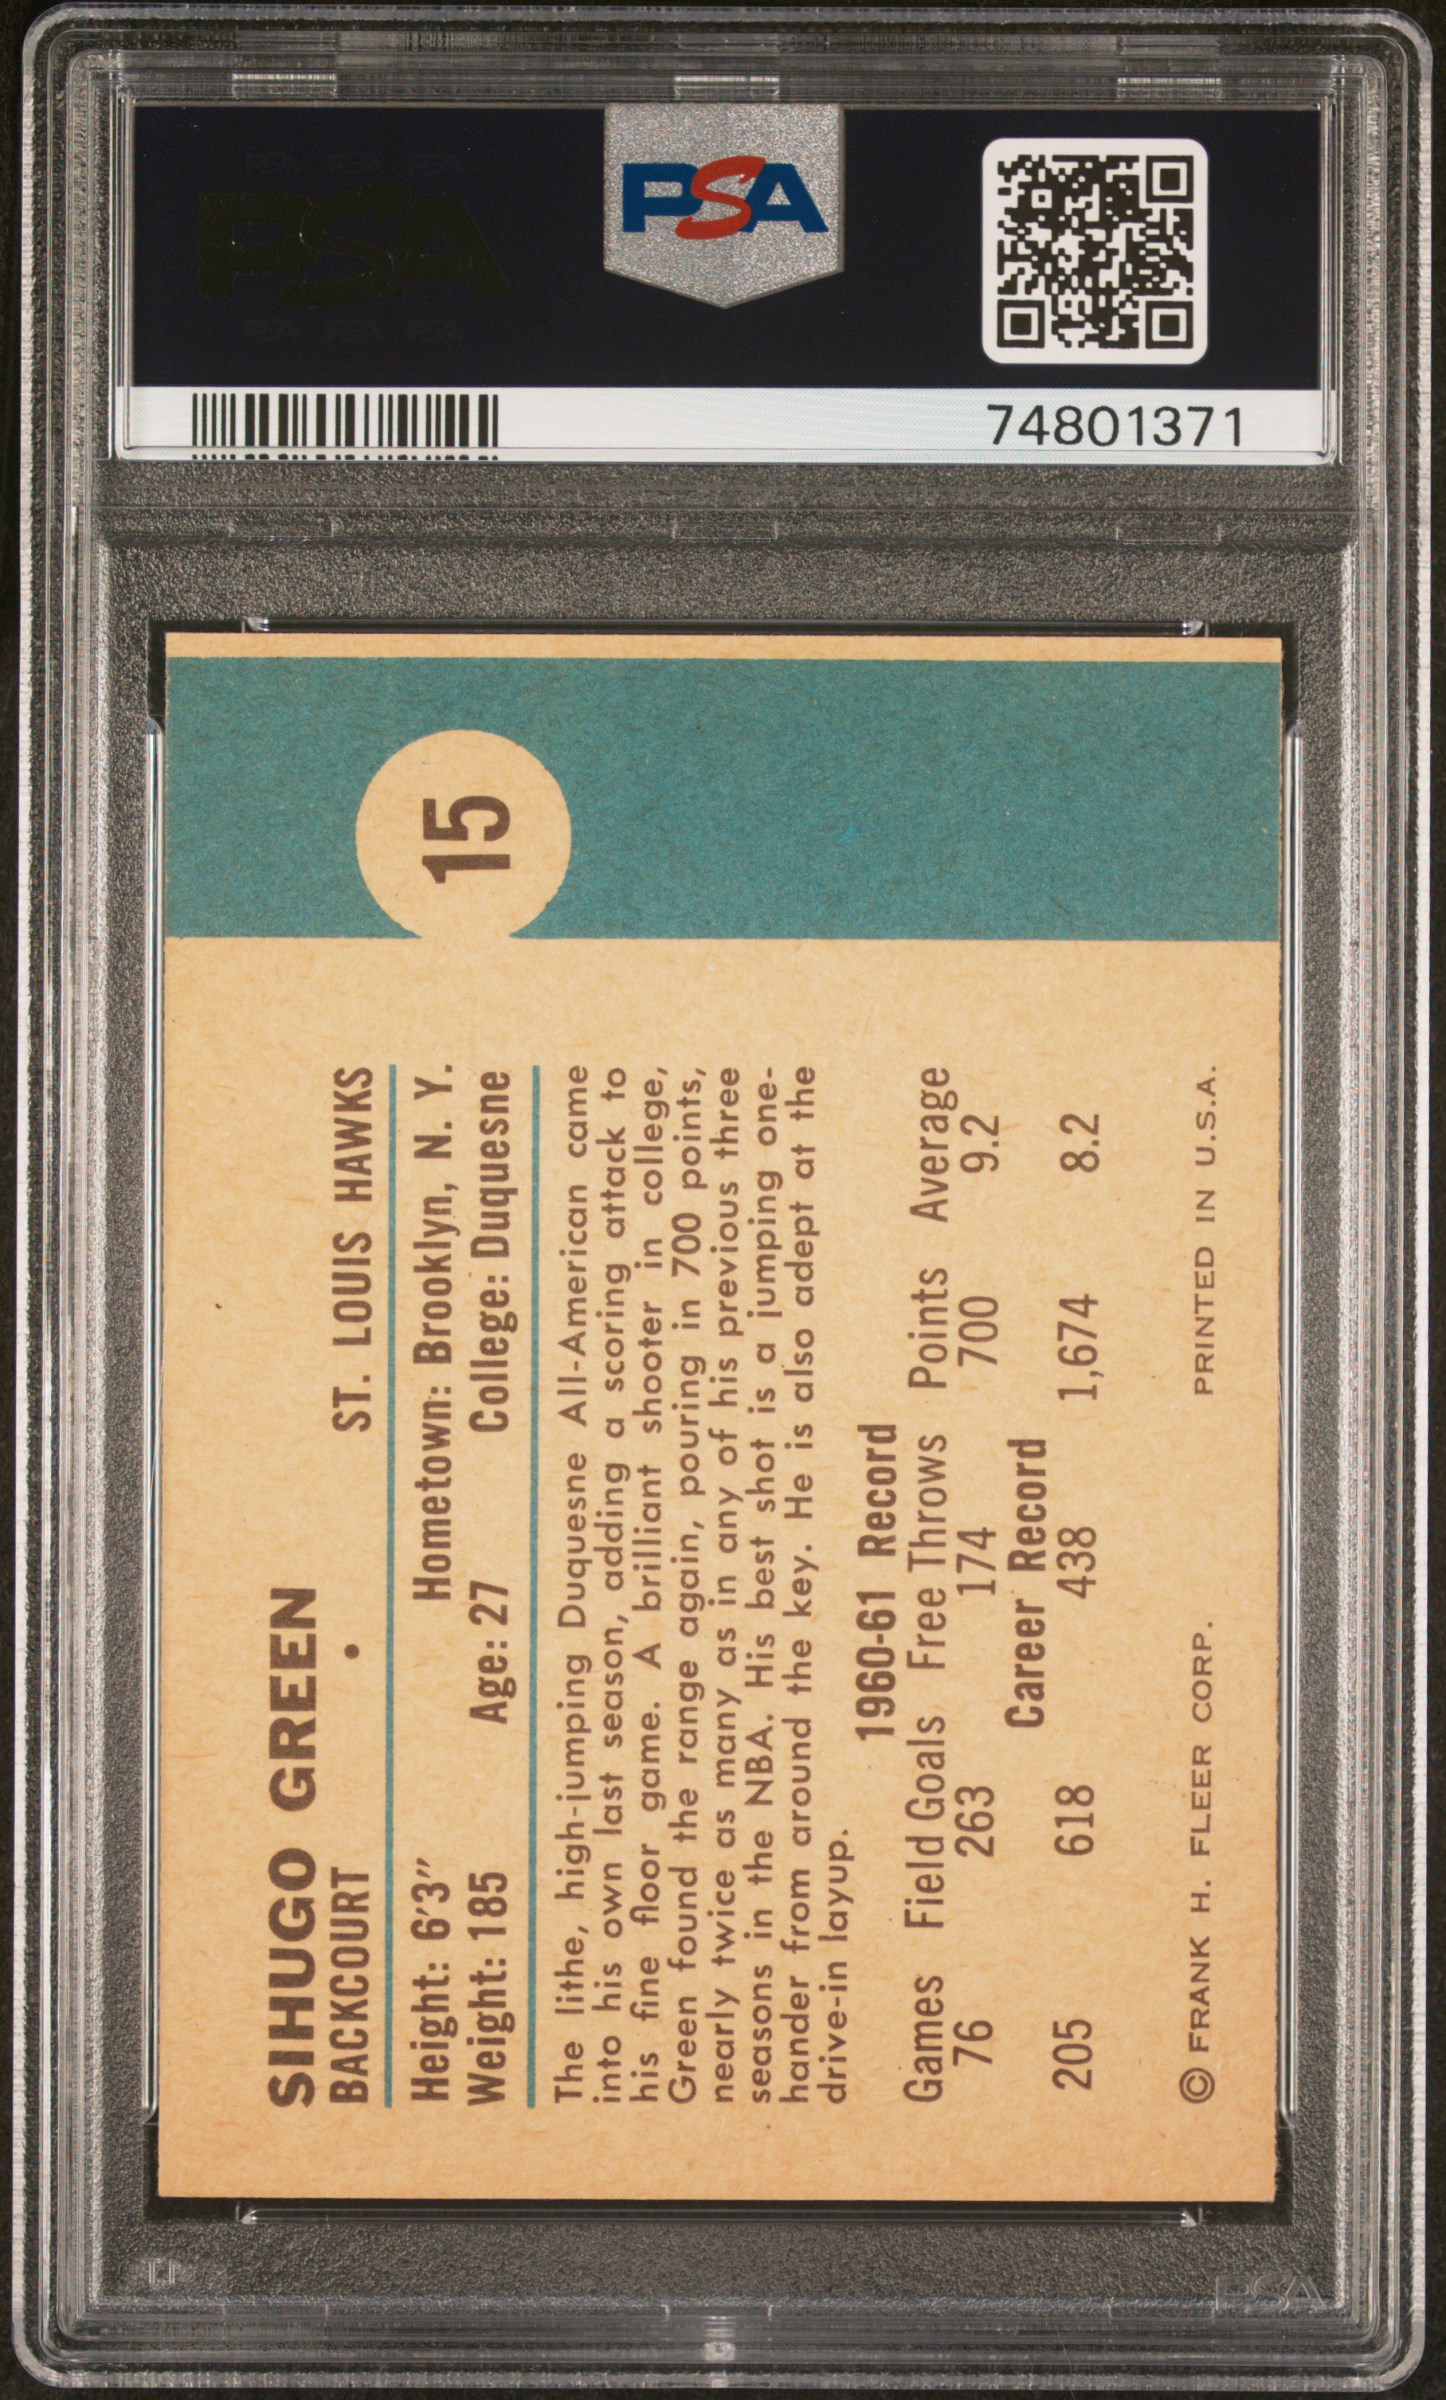 PSA
74801371
15
SIHUGO GREEN
BACKCOURT • ST. LOUIS HAWKS
Height: 6'3" Hometown: Brooklyn, N. Y.
Weight: 185 Age: 27 College: Duquesne
The lithe, high-jumping Duquesne All-American came
into his own last season, adding a scoring attack to
his fine floor game. A brilliant shooter in college,
Green found the range again, pouring in 700 points,
nearly twice as many as in any of his previous three
seasons in the NBA. His best shot is a jumping one-
hander from around the key. He is also adept at the
drive-in layup.
1960-61 Record
Games Field Goals Free Throws Points Average
76 263 174 700 9.2
Career Record
205 618 438 1,674 8.2
© FRANK H. FLEER CORP. PRINTED IN U.S.A.
PSA